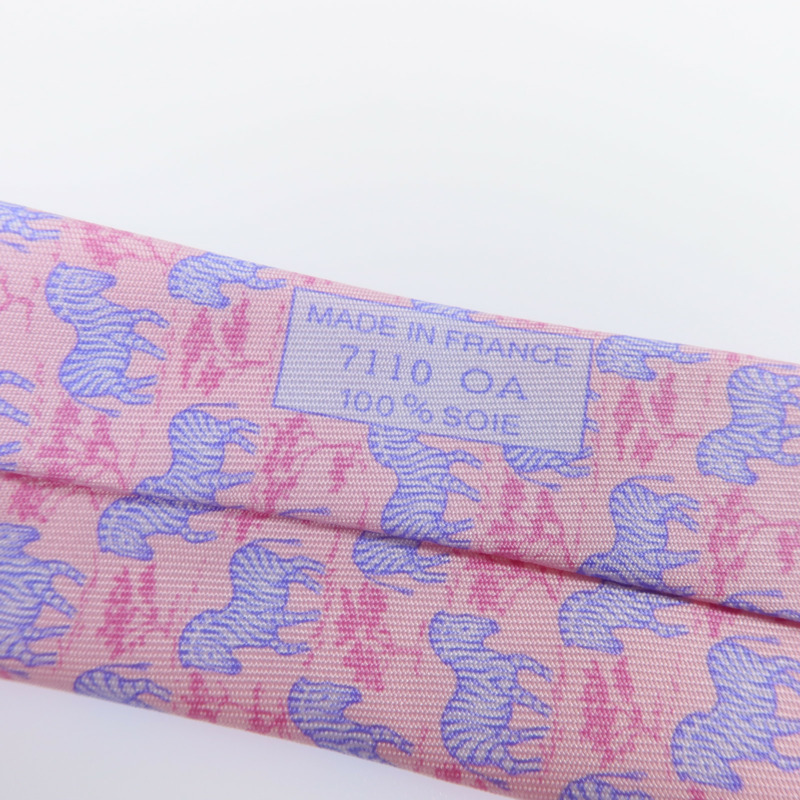 MADE IN FRANCE
7110 OA
100% SOIE